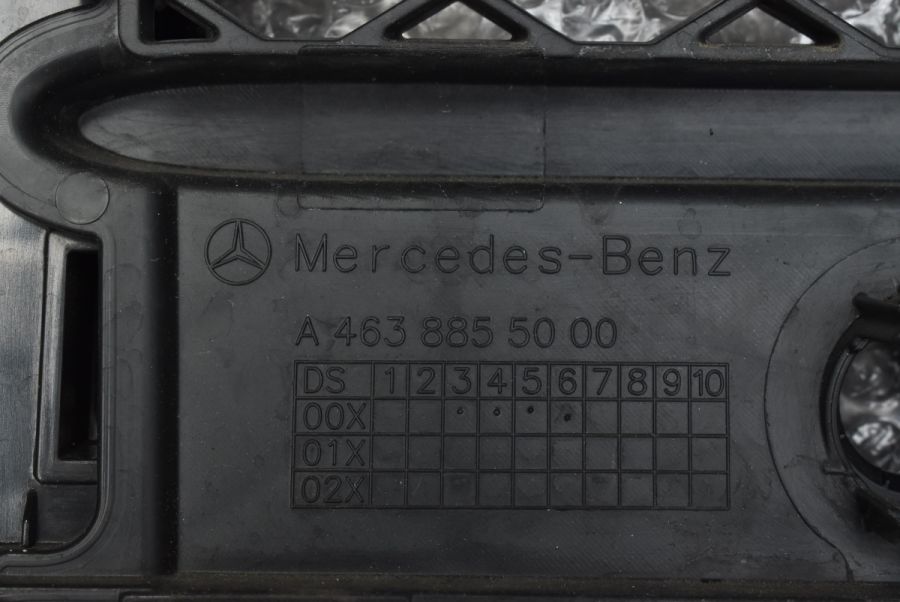 Mercedes-Benz
A 463 885 50 00
DS 1 2 3 4 5 6 7 8 9 10
00X
01X
02X